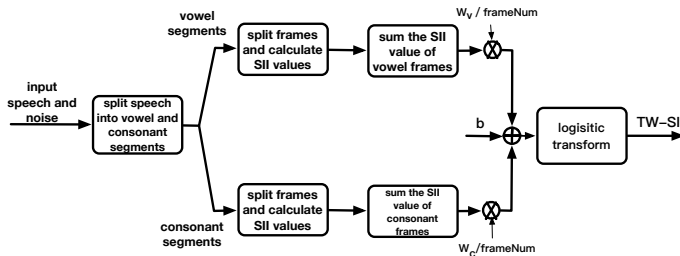 input
speech and
noise
split speech
into vowel and
consonant
segments
vowel
segments
split frames
and calculate
SII values
sum the SII
value of
vowel frames
W_v / frameNum
b
logisitic
transform
TW-SI
consonant
segments
split frames
and calculate
SII values
sum the SII
value of
consonant
frames
W_c/frameNum